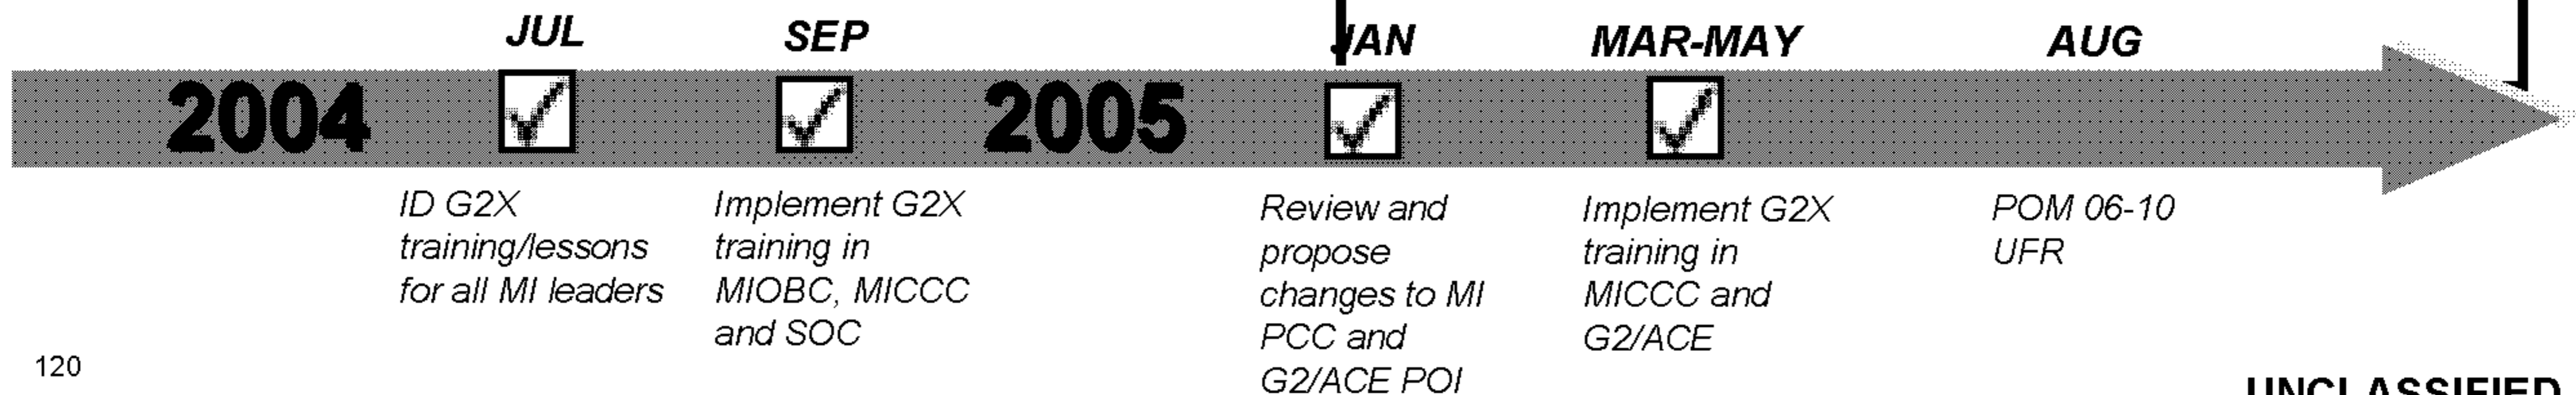 JUL SEP JAN MAR-MAY AUG
2004 2005
ID G2X
training/lessons
for all MI leaders
Implement G2X
training in
MIOBC, MICCC
and SOC
Review and
propose
changes to MI
PCC and
G2/ACE POI
Implement G2X
training in
MICCC and
G2/ACE
POM 06-10
UFR
120
UNCLASSIFIED